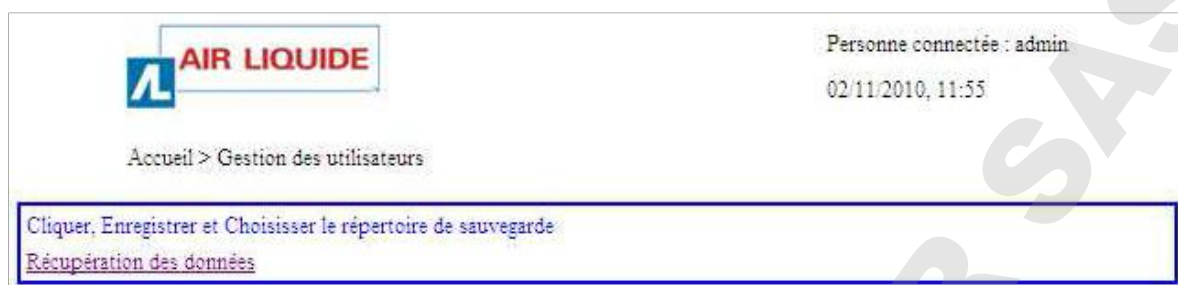 AIR LIQUIDE
Personne connectée : admin
02/11/2010, 11:55
Accueil > Gestion des utilisateurs
Cliquer, Enregistrer et Choisisser le répertoire de sauvegarde
Récupération des données
SAS